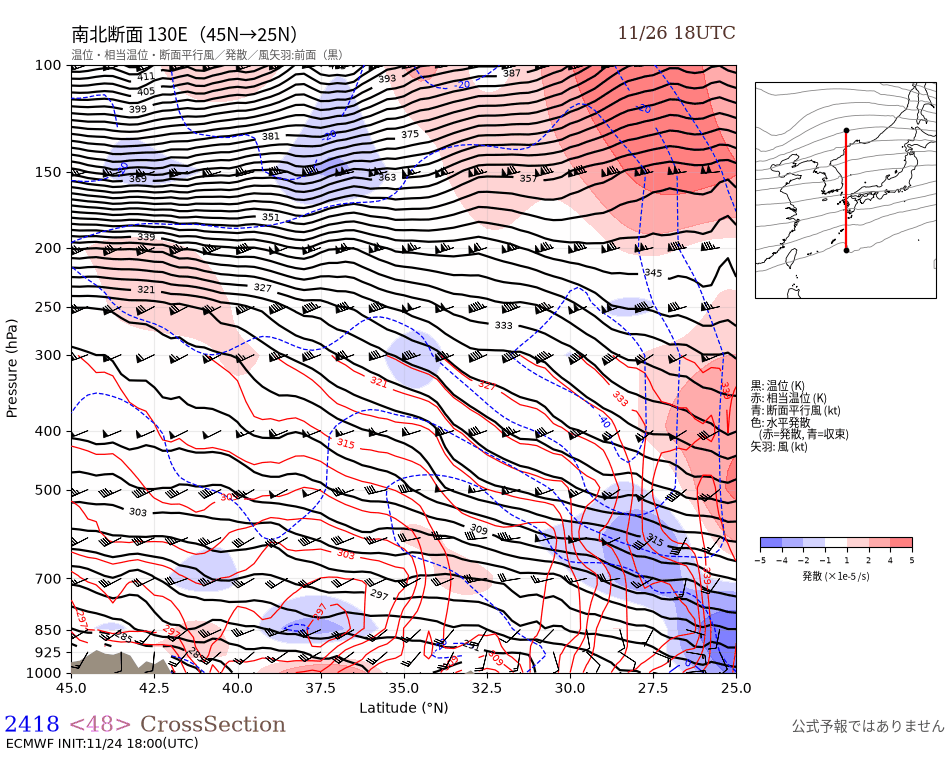 南北断面 130E（45N→25N）
11/26 18UTC
温位・相当温位・断面平行風／発散／風矢羽:前面（黒）
100
150
200
250
300
400
500
700
850
925
1000
Pressure (hPa)
45.0 42.5 40.0 37.5 35.0 32.5 30.0 27.5 25.0
Latitude (°N)
411
405
399
393
387
381
375
369
363
357
351
345
339
333
327
321
315
309
303
297
285
291
321
327
333
315
303
297
297
309
339
-20
-20
-20
黒: 温位 (K)
赤: 相当温位 (K)
青: 断面平行風 (kt)
色: 水平発散
(赤=発散, 青=収束)
矢羽: 風 (kt)
−5 −4 −2 −1 1 2 4 5
発散 (×1e-5 /s)
2418 <48> CrossSection
公式予報ではありません
ECMWF INIT:11/24 18:00(UTC)